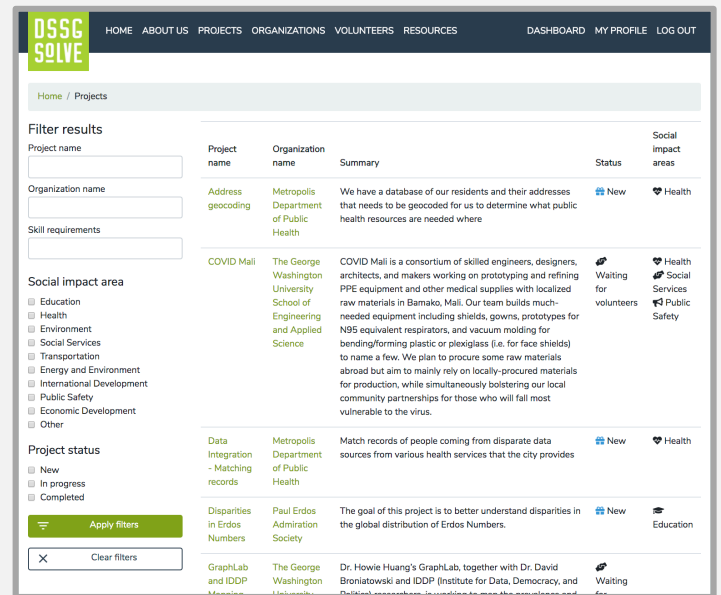 DSSG
SOLVE
HOME ABOUT US PROJECTS ORGANIZATIONS VOLUNTEERS RESOURCES DASHBOARD MY PROFILE LOG OUT
Home / Projects
Filter results
Project name
Organization name
Skill requirements
Social impact area
Education
Health
Environment
Social Services
Transportation
Energy and Environment
International Development
Public Safety
Economic Development
Other
Project status
New
In progress
Completed
Apply filters
Clear filters
Project
name
Organization
name
Summary
Status
Social
impact
areas
Address
geocoding
Metropolis
Department
of Public
Health
We have a database of our residents and their addresses
that needs to be geocoded for us to determine what public
health resources are needed where
New
Health
COVID Mali
The George
Washington
University
School of
Engineering
and Applied
Science
COVID Mali is a consortium of skilled engineers, designers,
architects, and makers working on prototyping and refining
PPE equipment and other medical supplies with localized
raw materials in Bamako, Mali. Our team builds much-
needed equipment including shields, gowns, prototypes for
N95 equivalent respirators, and vacuum molding for
bending/forming plastic or plexiglass (i.e. for face shields)
to name a few. We plan to procure some raw materials
abroad but aim to mainly rely on locally-procured materials
for production, while simultaneously bolstering our local
community partnerships for those who will fall most
vulnerable to the virus.
Waiting
for
volunteers
Health
Social
Services
Public
Safety
Data
Integration
- Matching
records
Metropolis
Department
of Public
Health
Match records of people coming from disparate data
sources from various health services that the city provides
New
Health
Disparities
in Erdos
Numbers
Paul Erdos
Admiration
Society
The goal of this project is to better understand disparities in
the global distribution of Erdos Numbers.
New
Education
GraphLab
and IDDP
Mapping
The George
Washington
University
Dr. Howie Huang's GraphLab, together with Dr. David
Broniatowski and IDDP (Institute for Data, Democracy, and
Politics) researchers, is working to map the prevalence and
Waiting
for